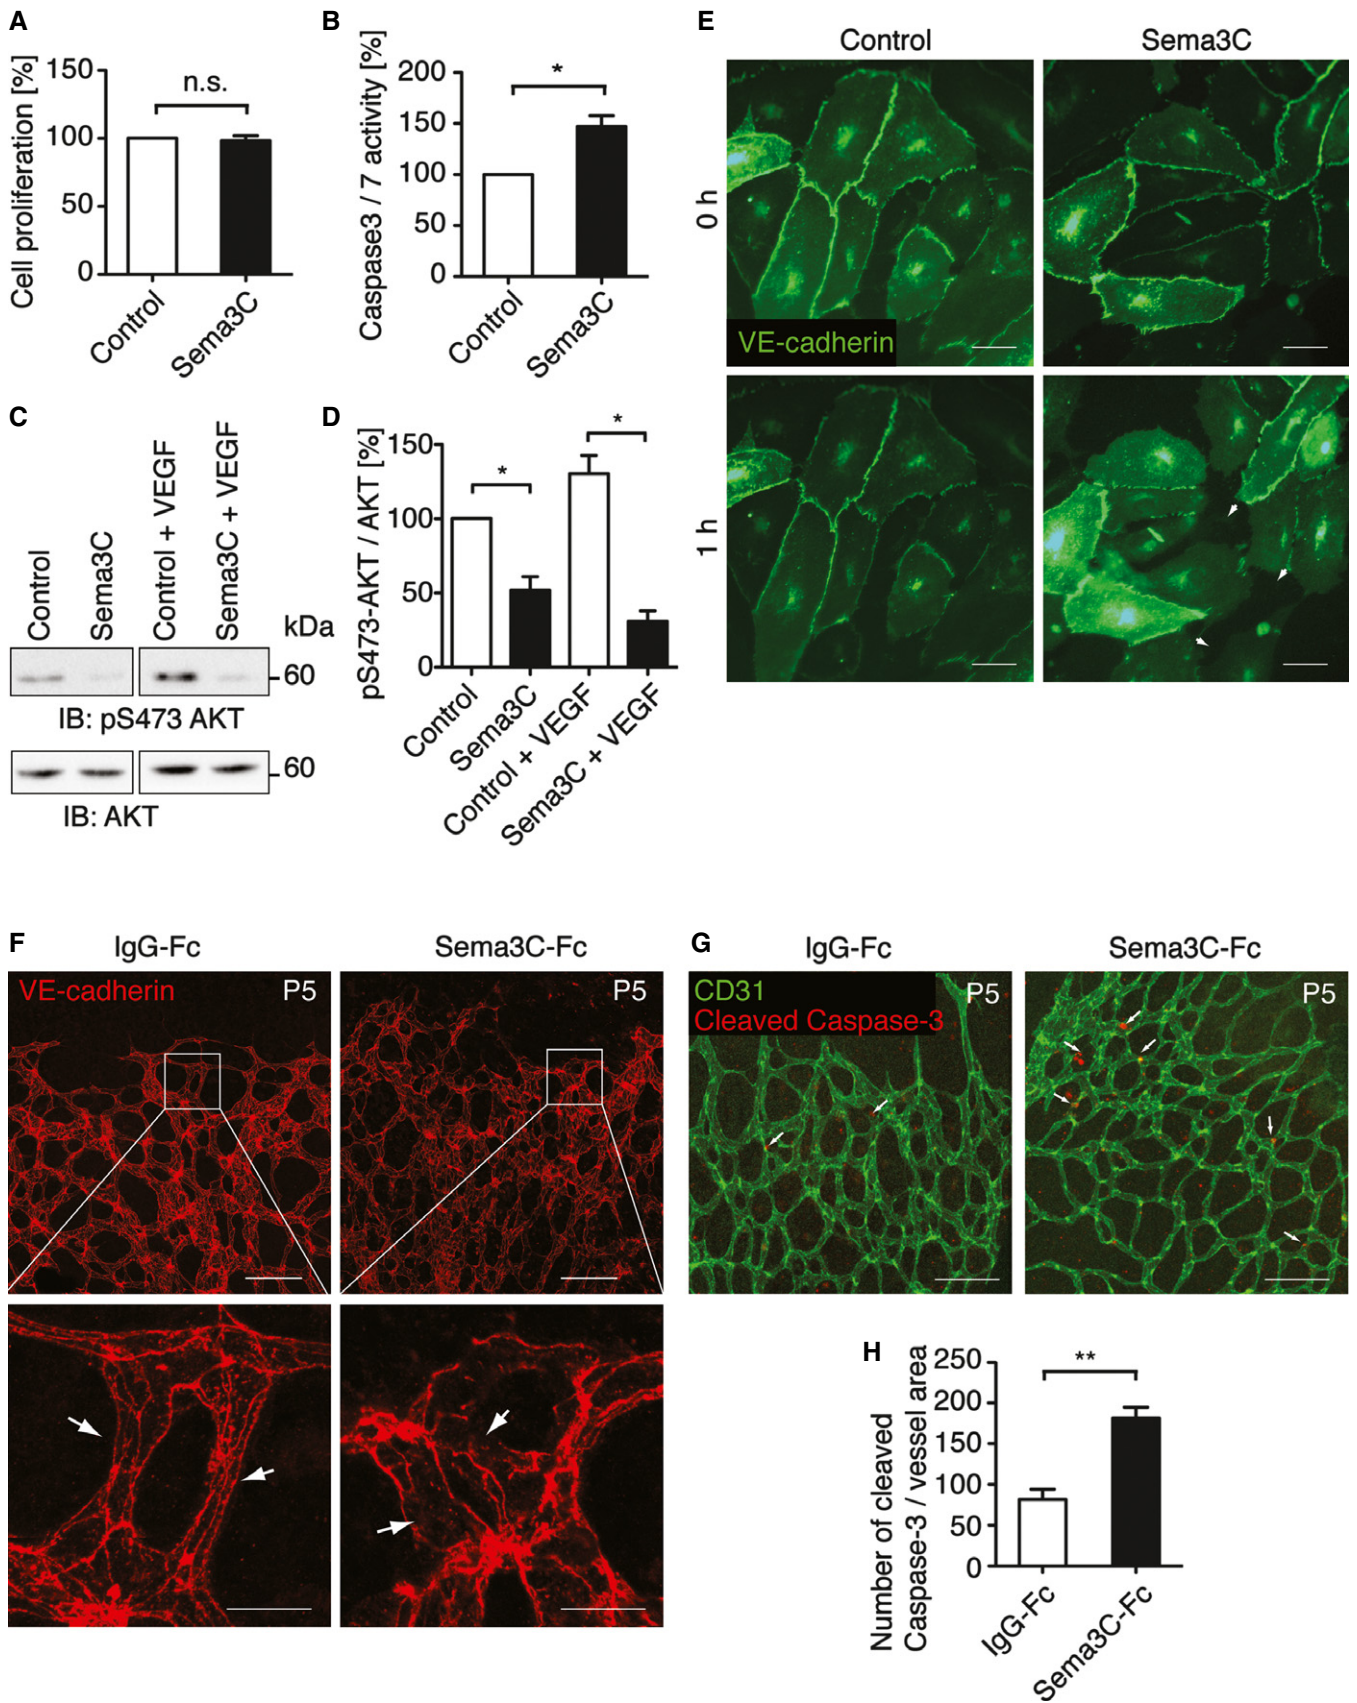 A
Cell proliferation [%]
150
100
50
0
n.s.
Control
Sema3C
B
Caspase3 / 7 activity [%]
200
150
100
50
0
*
Control
Sema3C
C
Control
Sema3C
Control + VEGF
Sema3C + VEGF
kDa
60
IB: pS473 AKT
60
IB: AKT
D
pS473-AKT / AKT [%]
150
100
50
0
*
*
Control
Sema3C
Control + VEGF
Sema3C + VEGF
E
Control
Sema3C
0 h
VE-cadherin
1 h
F
IgG-Fc
Sema3C-Fc
VE-cadherin
P5
P5
G
IgG-Fc
Sema3C-Fc
CD31
Cleaved Caspase-3
P5
P5
H
Number of cleaved
Caspase-3 / vessel area
250
200
150
100
50
0
**
IgG-Fc
Sema3C-Fc